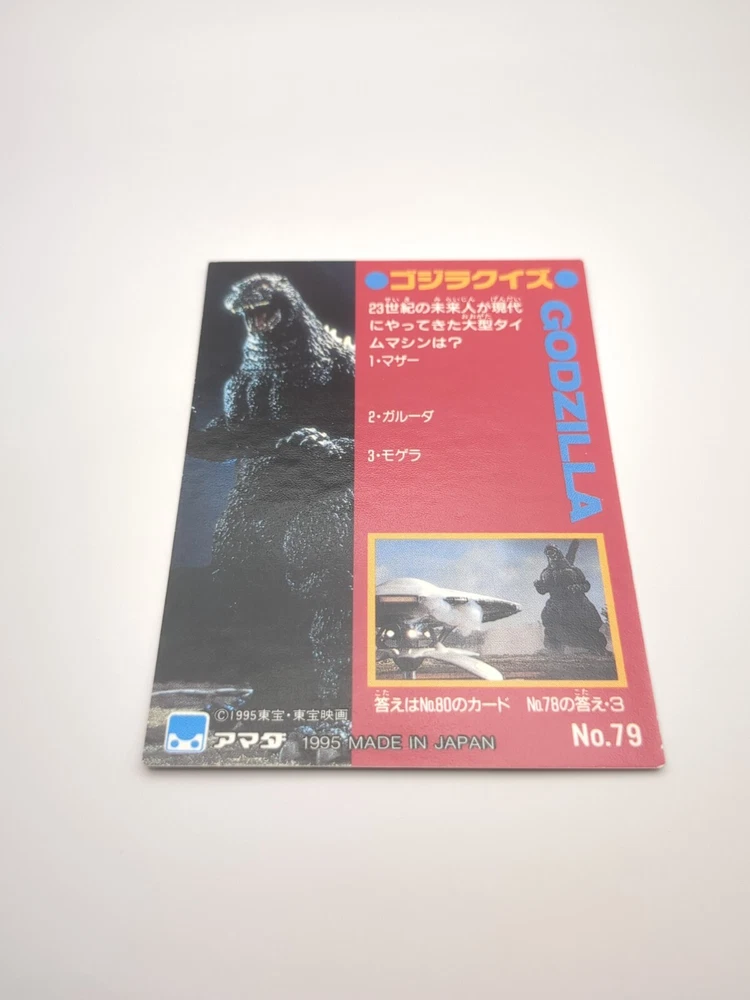 ゴジラクイズ
23世紀の未来人が現代
にやってきた大型タイ
ムマシンは？
1・マザー
2・ガルーダ
3・モゲラ
GODZILLA
答えはNo.80のカード No.78の答え・3
©1995東宝・東宝映画
アマダ 1995 MADE IN JAPAN
No.79